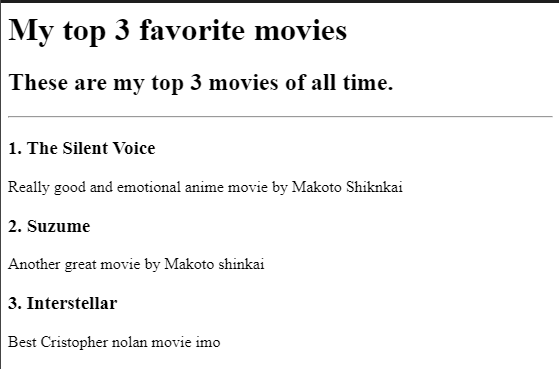 My top 3 favorite movies
These are my top 3 movies of all time.
1. The Silent Voice
Really good and emotional anime movie by Makoto Shiknkai
2. Suzume
Another great movie by Makoto shinkai
3. Interstellar
Best Cristopher nolan movie imo